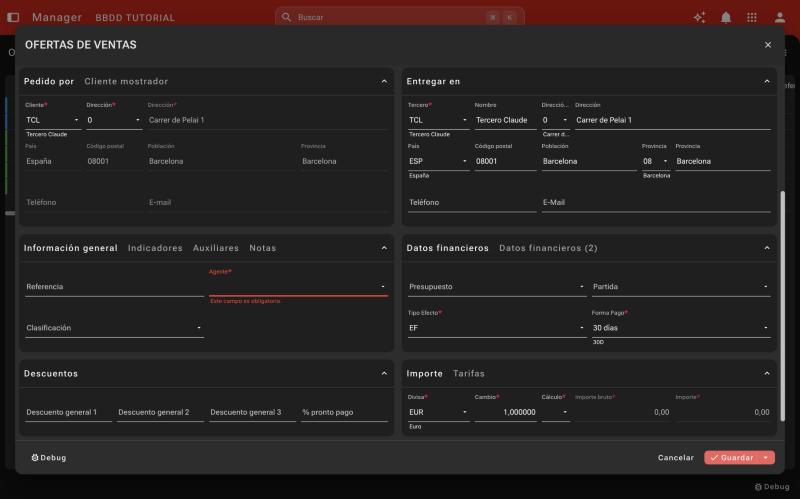 Manager BBDD TUTORIAL Buscar ⌘ K
OFERTAS DE VENTAS
Pedido por Cliente mostrador
Cliente* Dirección* Dirección*
TCL 0 Carrer de Pelai 1
Tercero Claude
País Código postal Población Provincia
España 08001 Barcelona Barcelona
Teléfono E-mail
Entregar en
Tercero* Nombre Direcció... Dirección
TCL Tercero Claude 0 Carrer de Pelai 1
Tercero Claude Carrer d...
País Código postal Población Provincia Provincia
ESP 08001 Barcelona 08 Barcelona
España Barcelona
Teléfono E-Mail
Información general Indicadores Auxiliares Notas
Agente*
Referencia
Este campo es obligatorio.
Clasificación
Datos financieros Datos financieros (2)
Presupuesto Partida
Tipo Efecto* Forma Pago*
EF 30 días
30D
Descuentos
Descuento general 1 Descuento general 2 Descuento general 3 % pronto pago
Importe Tarifas
Divisa* Cambio* Cálculo* Importe bruto* Importe*
EUR 1,000000 0,00 0,00
Euro
Debug Cancelar Guardar
Debug